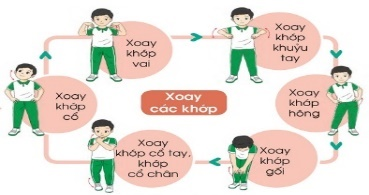 Xoay
khớp
vai
Xoay
khớp
khuỷu
tay
Xoay
khớp
cổ
Xoay
các khớp
Xoay
khớp
hông
Xoay
khớp cổ tay,
khớp
cổ chân
Xoay
khớp
gối